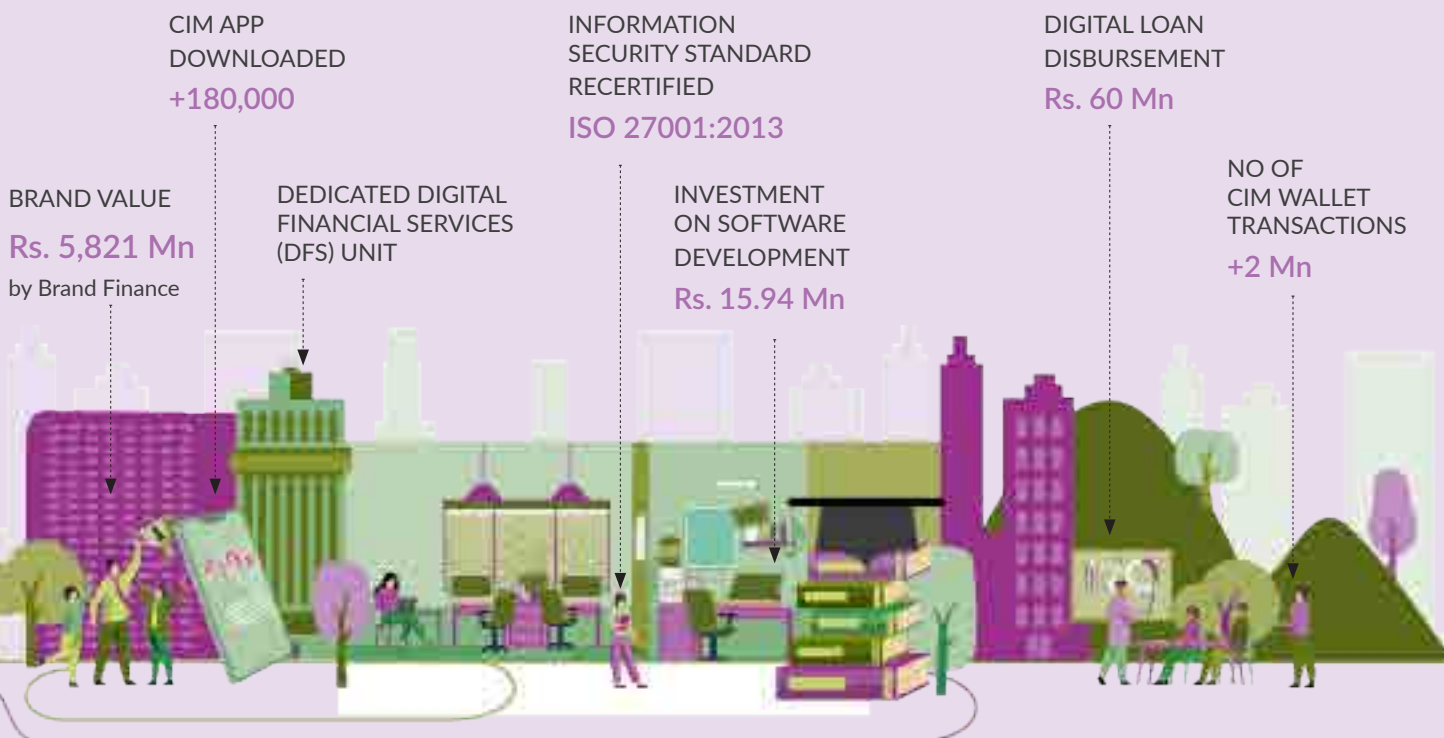 CIM APP
DOWNLOADED
+180,000
INFORMATION
SECURITY STANDARD
RECERTIFIED
ISO 27001:2013
DIGITAL LOAN
DISBURSEMENT
Rs. 60 Mn
BRAND VALUE
Rs. 5,821 Mn
by Brand Finance
DEDICATED DIGITAL
FINANCIAL SERVICES
(DFS) UNIT
INVESTMENT
ON SOFTWARE
DEVELOPMENT
Rs. 15.94 Mn
NO OF
CIM WALLET
TRANSACTIONS
+2 Mn